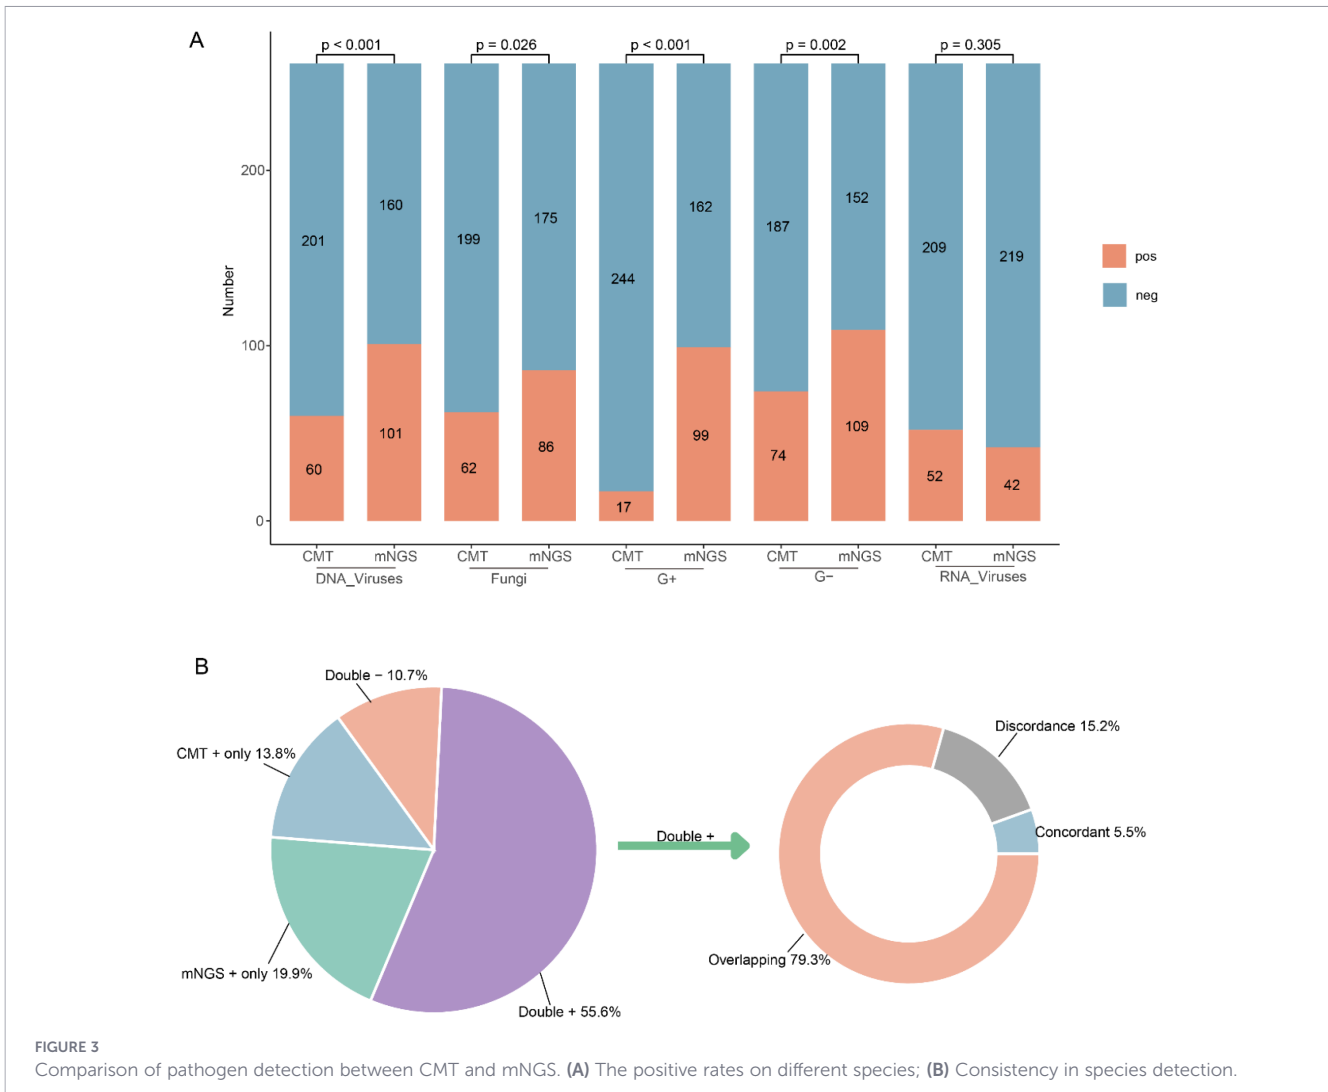 A
p < 0.001 p = 0.026 p < 0.001 p = 0.002 p = 0.305
Number
200
100
0
201 160 199 175 244 162 187 152 209 219
60 101 62 86 17 99 74 109 52 42
pos
neg
CMT mNGS CMT mNGS CMT mNGS CMT mNGS CMT mNGS
DNA_Viruses Fungi G+ G− RNA_Viruses
B
Double − 10.7%
CMT + only 13.8%
mNGS + only 19.9%
Double + 55.6%
Double +
Discordance 15.2%
Concordant 5.5%
Overlapping 79.3%
FIGURE 3
Comparison of pathogen detection between CMT and mNGS. (A) The positive rates on different species; (B) Consistency in species detection.